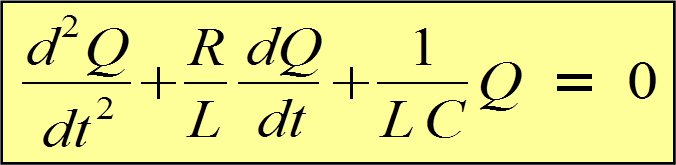 d²Q/dt² + R/L dQ/dt + 1/LC Q = 0